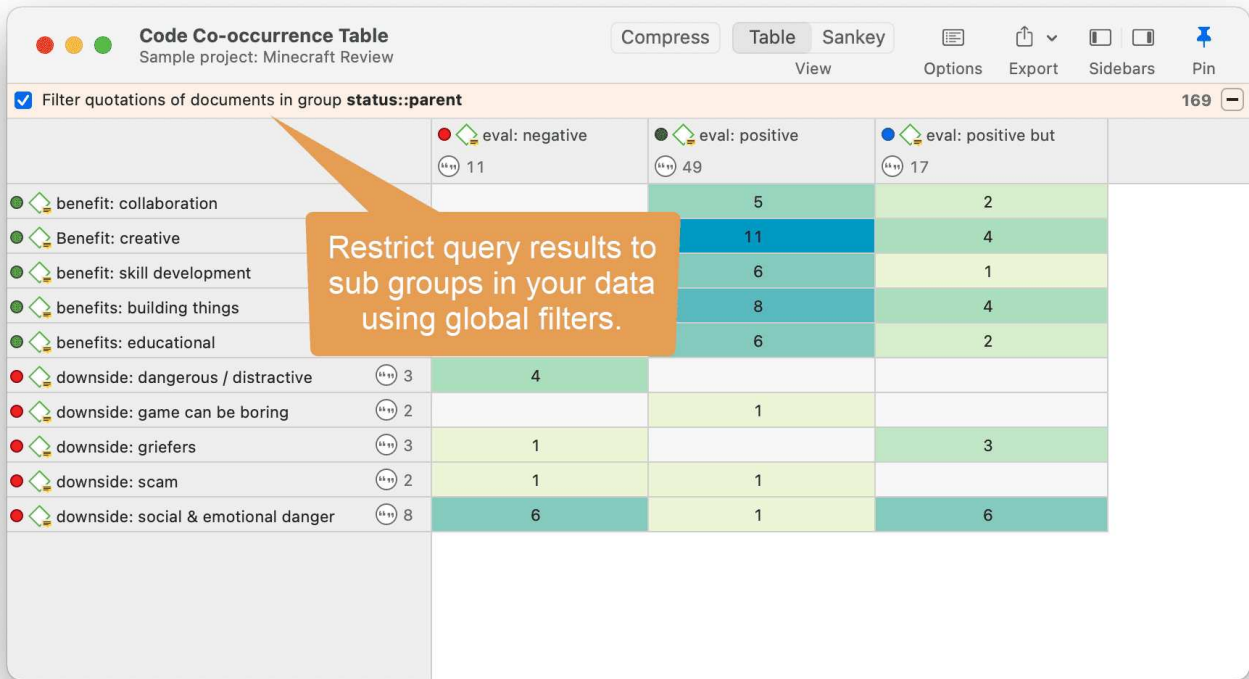 Code Co-occurrence Table
Sample project: Minecraft Review
Compress Table Sankey
View Options Export Sidebars Pin
Filter quotations of documents in group status::parent 169
eval: negative eval: positive eval: positive but
11 49 17
benefit: collaboration 5 2
Benefit: creative 11 4
benefit: skill development 6 1
benefits: building things 8 4
benefits: educational 6 2
Restrict query results to
sub groups in your data
using global filters.
downside: dangerous / distractive 3 4
downside: game can be boring 2 1
downside: griefers 3 1 3
downside: scam 2 1 1
downside: social & emotional danger 8 6 1 6